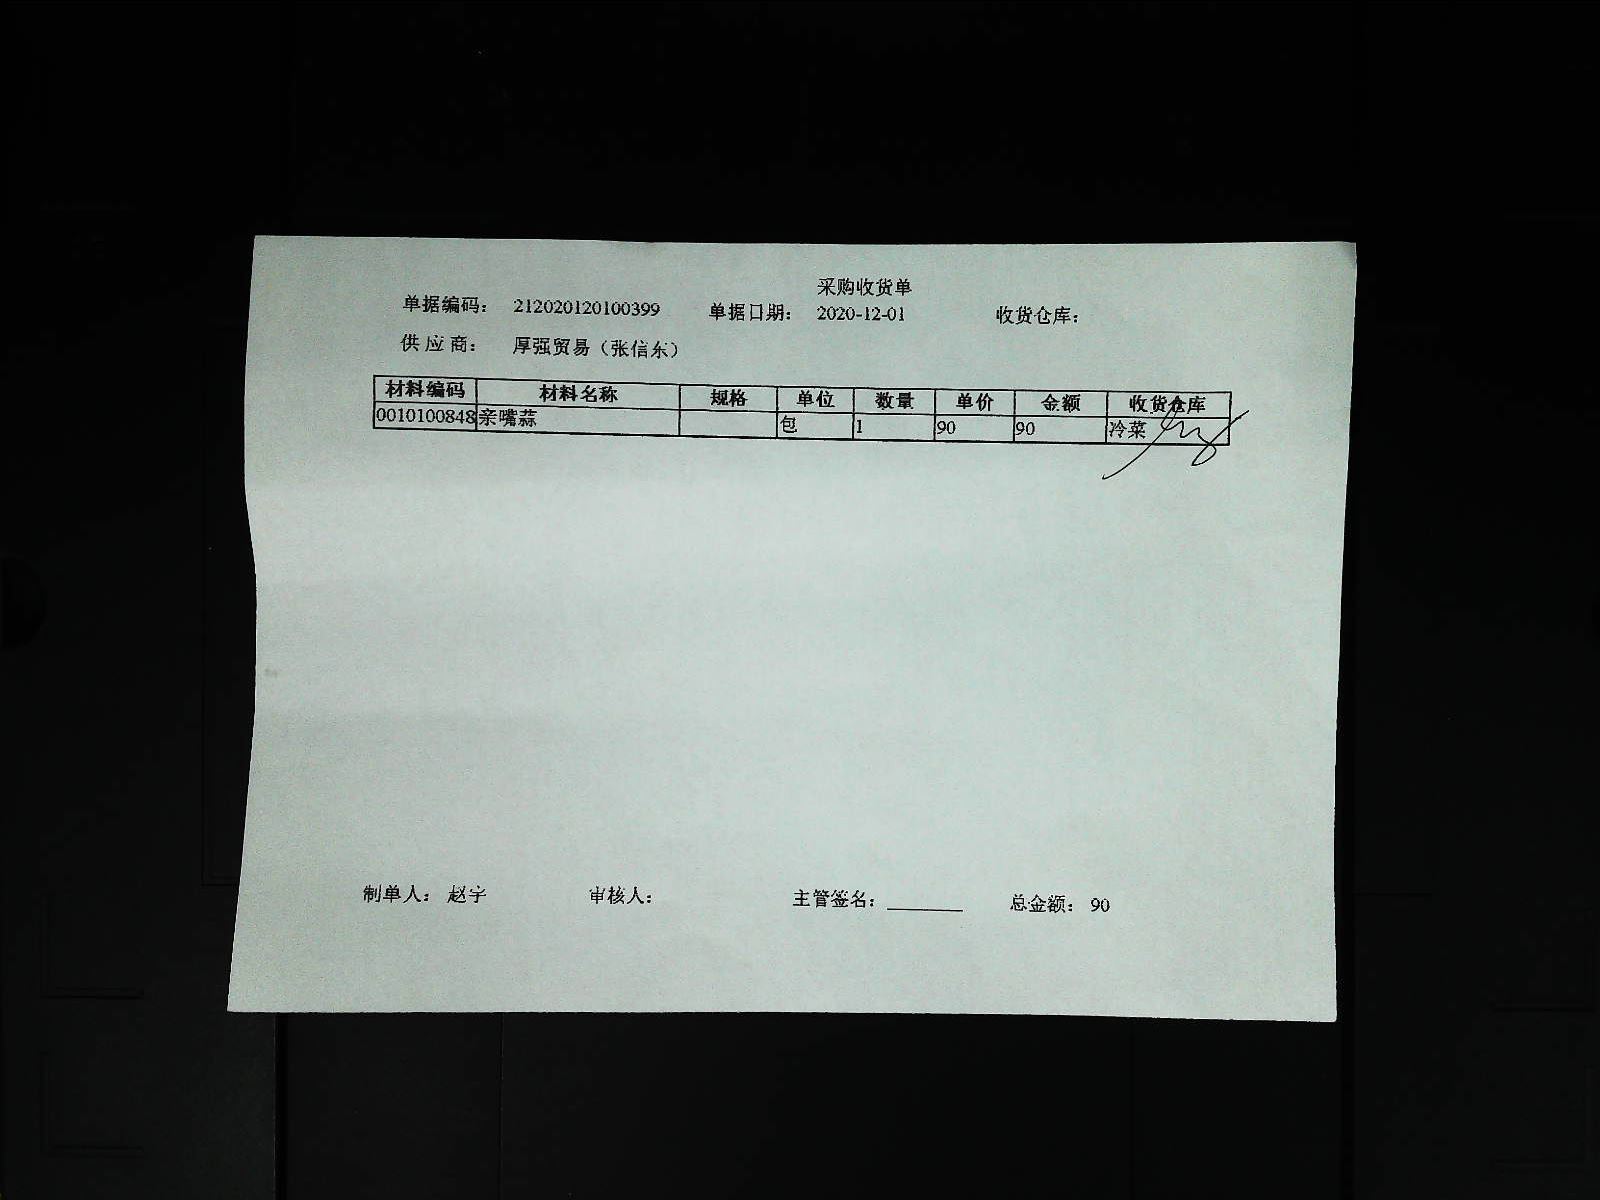 采购收货单
单据编码： 212020120100399 单据日期： 2020-12-01 收货仓库：
供应商： 厚强贸易（张信东）
材料编码 材料名称 规格 单位 数量 单价 金额 收货仓库
0010100848 亲嘴蒜 包 1 90 90 冷菜
制单人： 赵宇 审核人： 主管签名： 总金额： 90